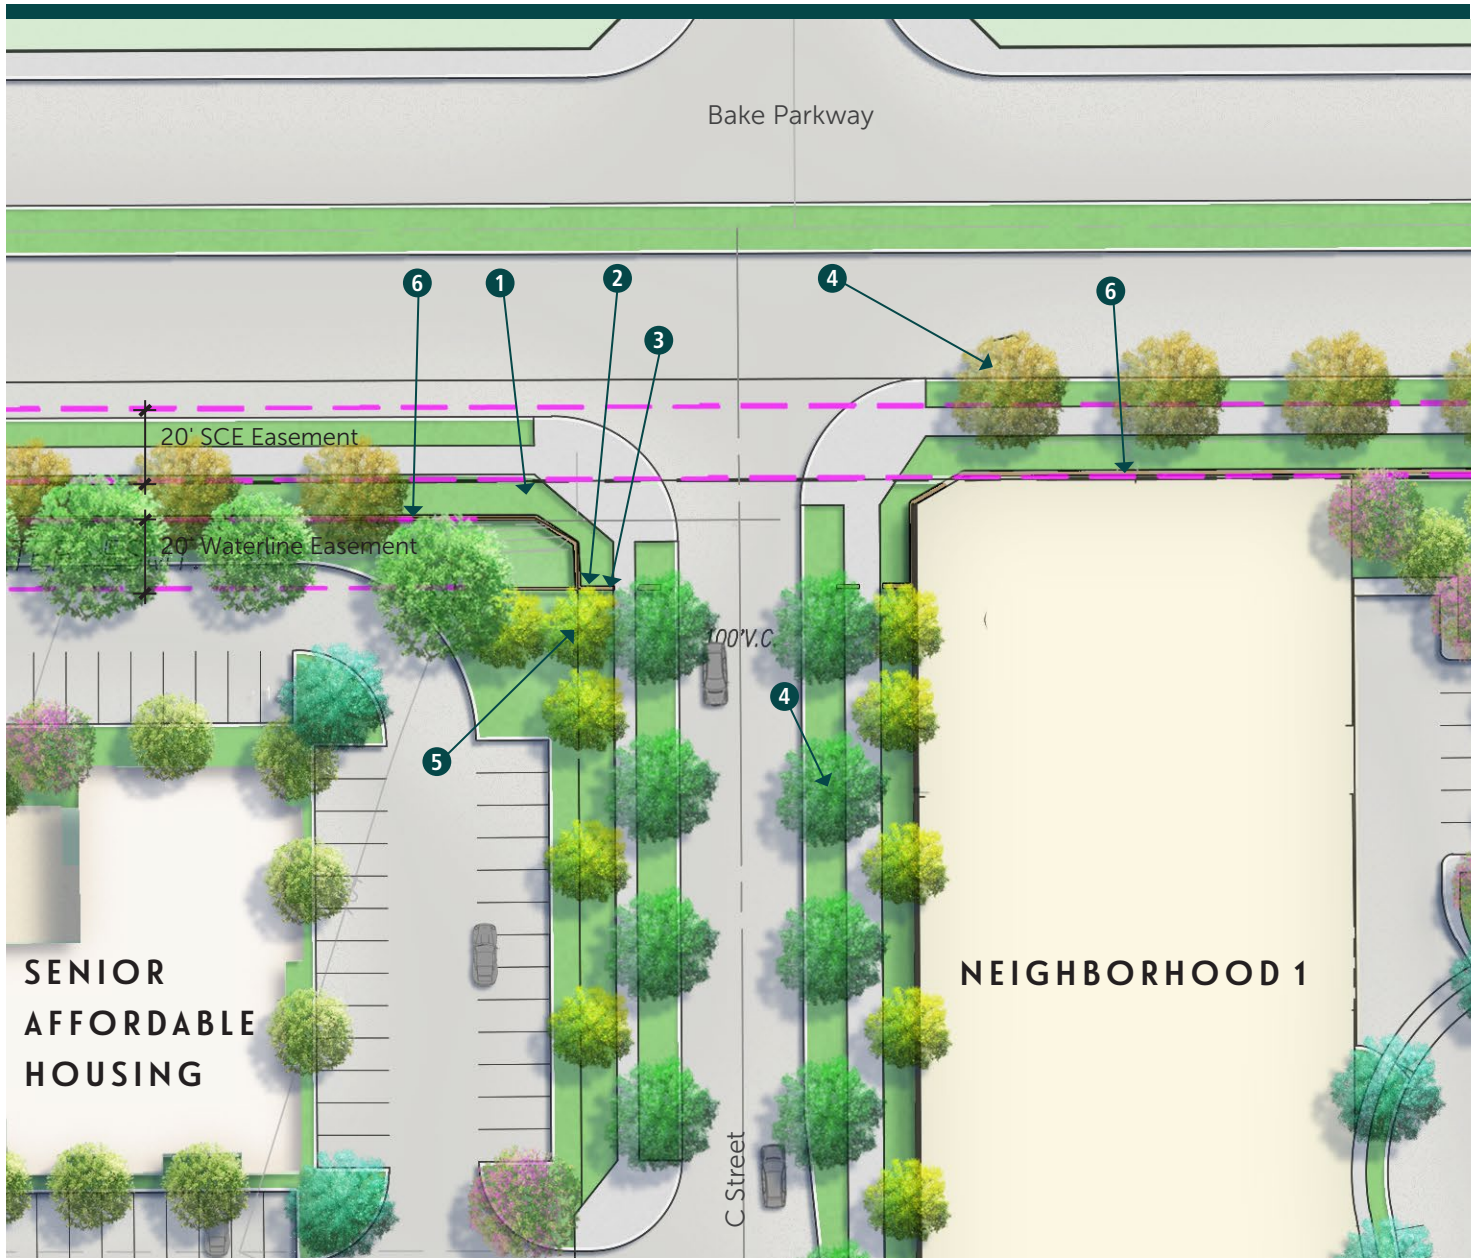 Bake Parkway
6
1
2
4
6
3
20' SCE Easement
20' Waterline Easement
100'V.C.
4
5
SENIOR
AFFORDABLE
HOUSING
NEIGHBORHOOD 1
C Street